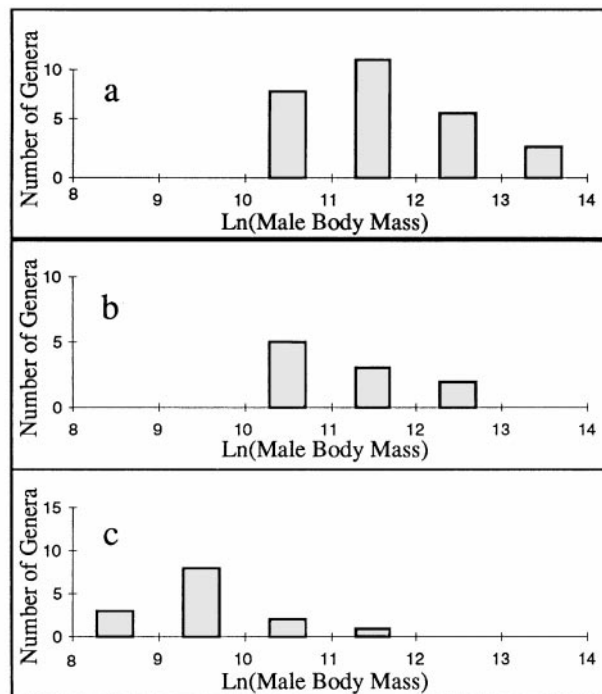 Number of Genera
a
10
5
0
8 9 10 11 12 13 14
Ln(Male Body Mass)
Number of Genera
b
10
5
0
8 9 10 11 12 13 14
Ln(Male Body Mass)
Number of Genera
c
15
10
5
0
8 9 10 11 12 13 14
Ln(Male Body Mass)